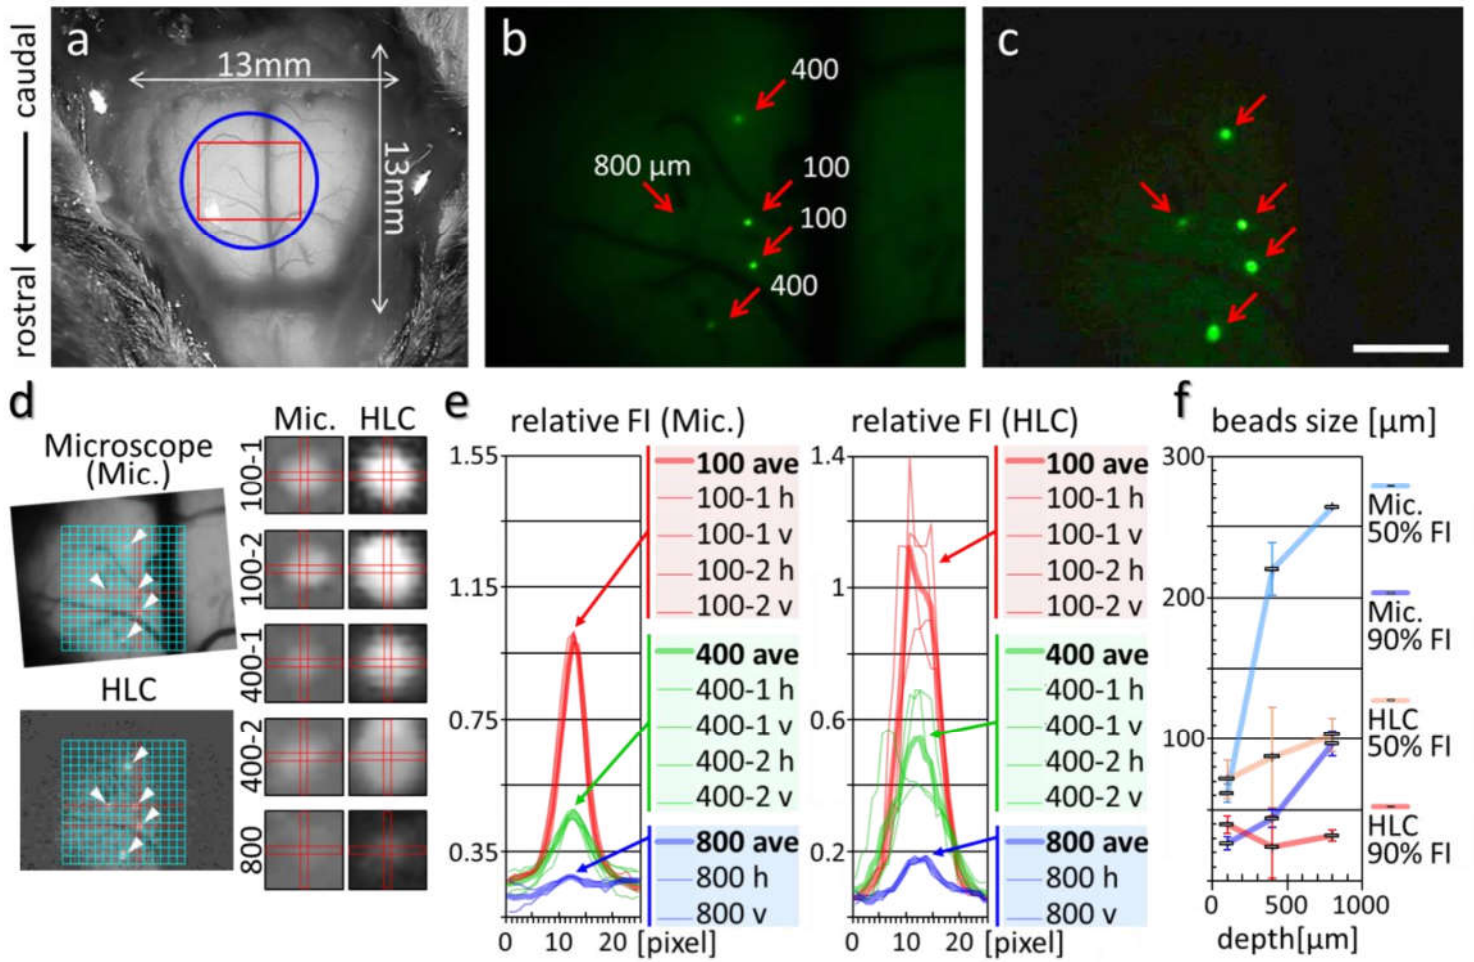 caudal
rostral
a
13mm
13mm
b
400
800 μm
100
100
400
c
d
Microscope
(Mic.)
HLC
Mic. HLC
100-1
100-2
400-1
400-2
800
e
relative FI (Mic.)
1.55
1.15
0.75
0.35
0 10 20 [pixel]
100 ave
100-1 h
100-1 v
100-2 h
100-2 v
400 ave
400-1 h
400-1 v
400-2 h
400-2 v
800 ave
800 h
800 v
relative FI (HLC)
1.4
1
0.6
0.2
0 10 20 [pixel]
100 ave
100-1 h
100-1 v
100-2 h
100-2 v
400 ave
400-1 h
400-1 v
400-2 h
400-2 v
800 ave
800 h
800 v
f
beads size [μm]
300
200
100
0 500 1000
depth[μm]
Mic.
50% FI
Mic.
90% FI
HLC
50% FI
HLC
90% FI